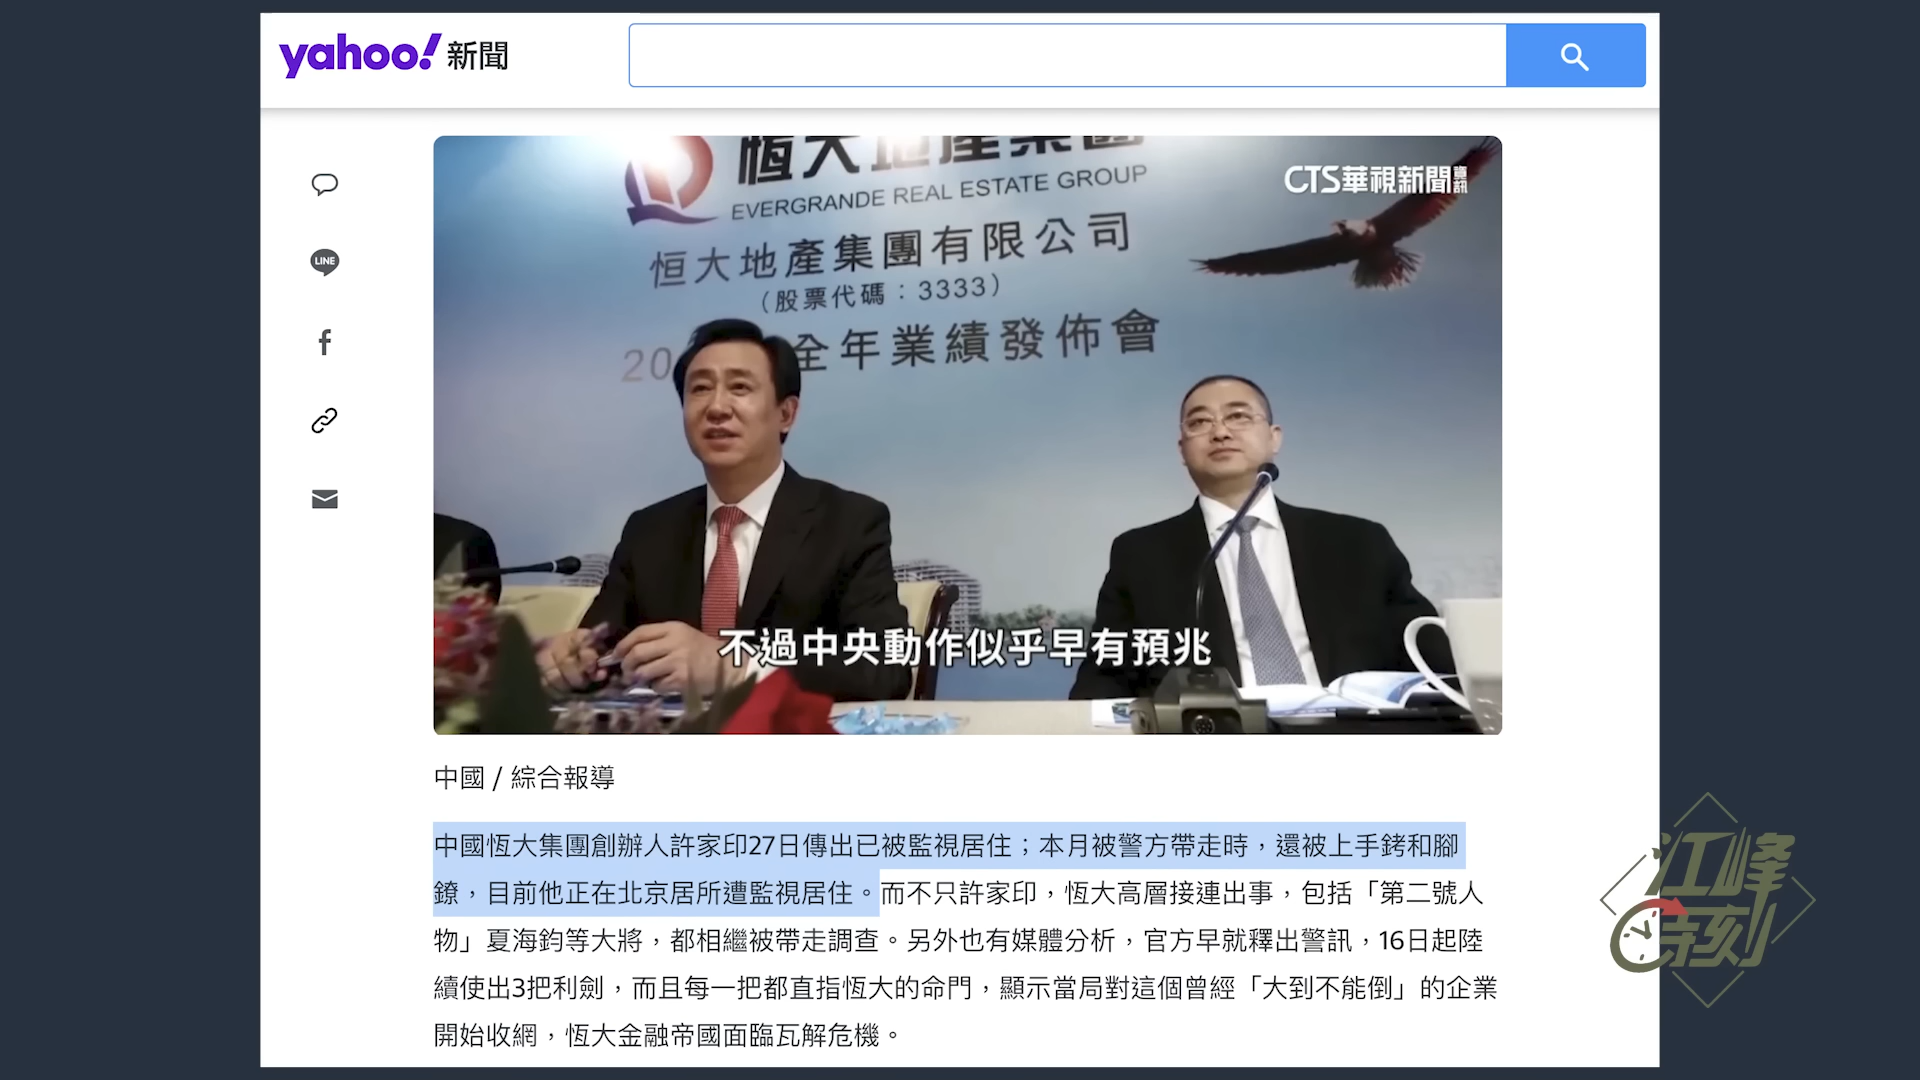 yahoo! 新聞
LINE
恆大地產集團
EVERGRANDE REAL ESTATE GROUP
CTS華視新聞資訊
恒大地產集團有限公司
(股票代碼：3333)
20 全年業績發佈會
不過中央動作似乎早有預兆
中國 / 綜合報導
中國恆大集團創辦人許家印27日傳出已被監視居住；本月被警方帶走時，還被上手銬和腳
鐐，目前他正在北京居所遭監視居住。而不只許家印，恆大高層接連出事，包括「第二號人
物」夏海鈞等大將，都相繼被帶走調查。另外也有媒體分析，官方早就釋出警訊，16日起陸
續使出3把利劍，而且每一把都直指恆大的命門，顯示當局對這個曾經「大到不能倒」的企業
開始收網，恆大金融帝國面臨瓦解危機。
江峰
時刻